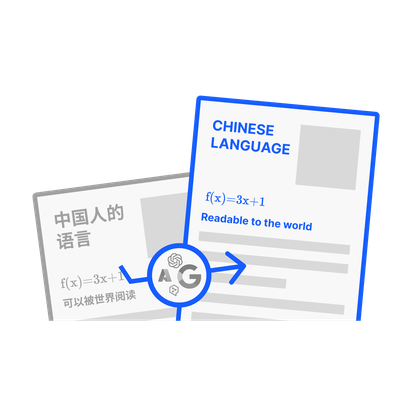 中国人的
语言
f(x)=3x+1
可以被世界阅读
CHINESE
LANGUAGE
f(x)=3x+1
Readable to the world
A
G